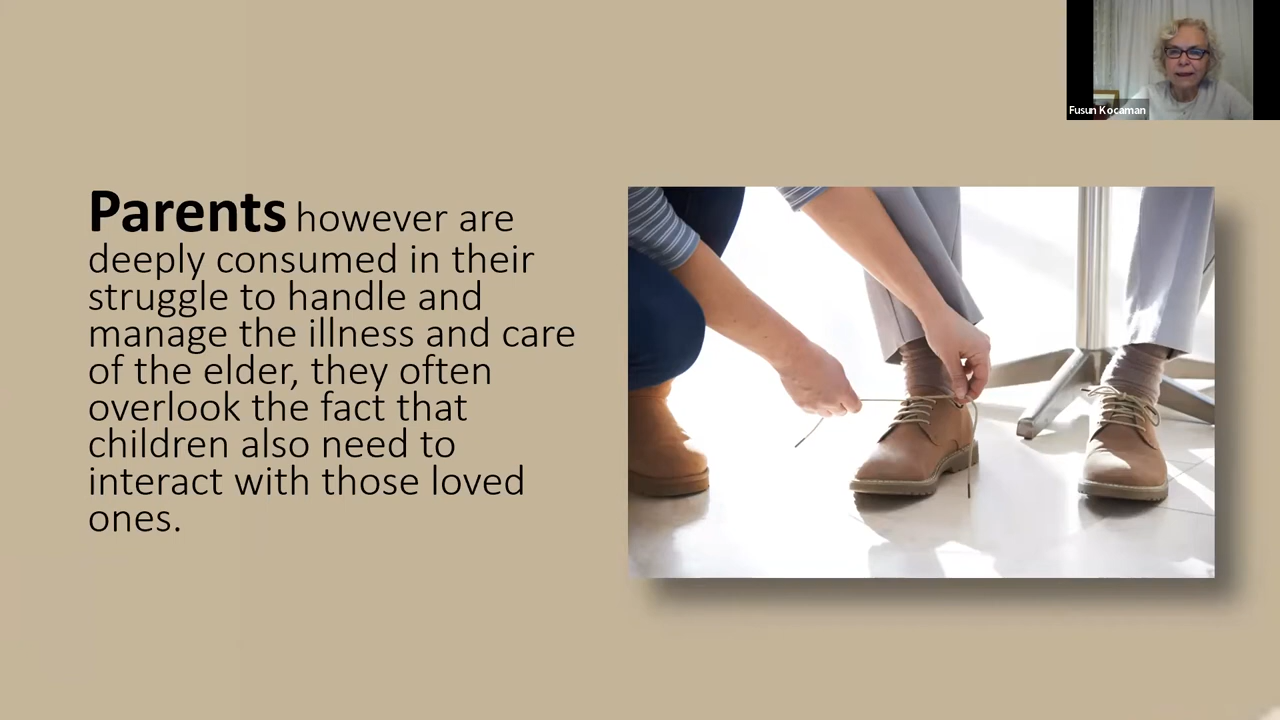 Fusun Kocaman
Parents however are
deeply consumed in their
struggle to handle and
manage the illness and care
of the elder, they often
overlook the fact that
children also need to
interact with those loved
ones.